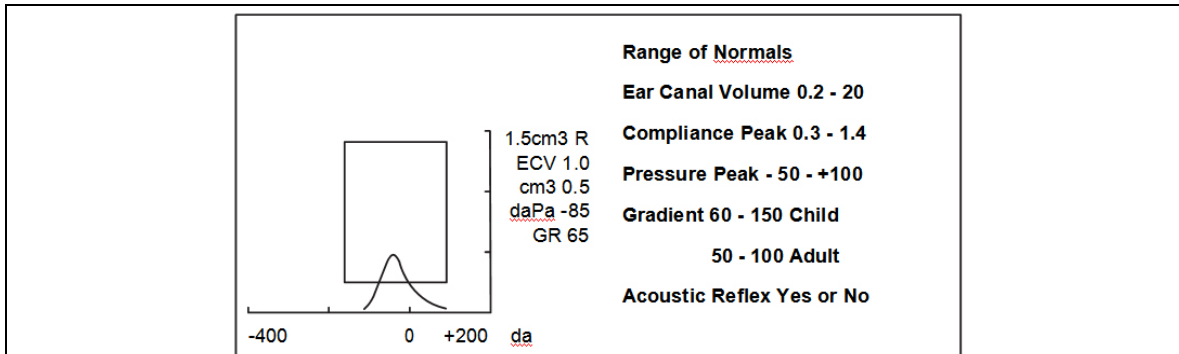 1.5cm3 R
ECV 1.0
cm3 0.5
daPa -85
GR 65
-400 0 +200 da
Range of Normals
Ear Canal Volume 0.2 - 20
Compliance Peak 0.3 - 1.4
Pressure Peak - 50 - +100
Gradient 60 - 150 Child
50 - 100 Adult
Acoustic Reflex Yes or No